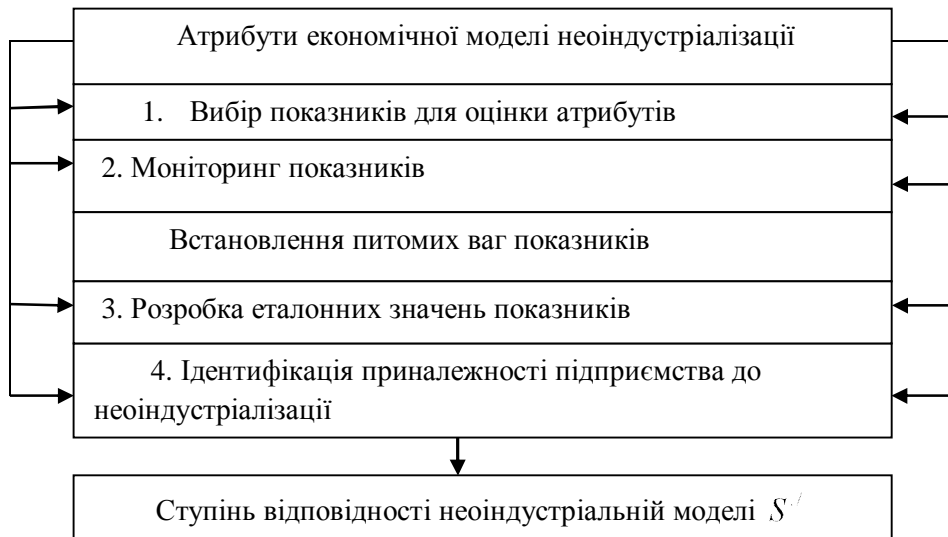 Атрибути економічної моделі неоіндустріалізації
1. Вибір показників для оцінки атрибутів
2. Моніторинг показників
Встановлення питомих ваг показників
3. Розробка еталонних значень показників
4. Ідентифікація приналежності підприємства до
неоіндустріалізації
Ступінь відповідності неоіндустріальній моделі S